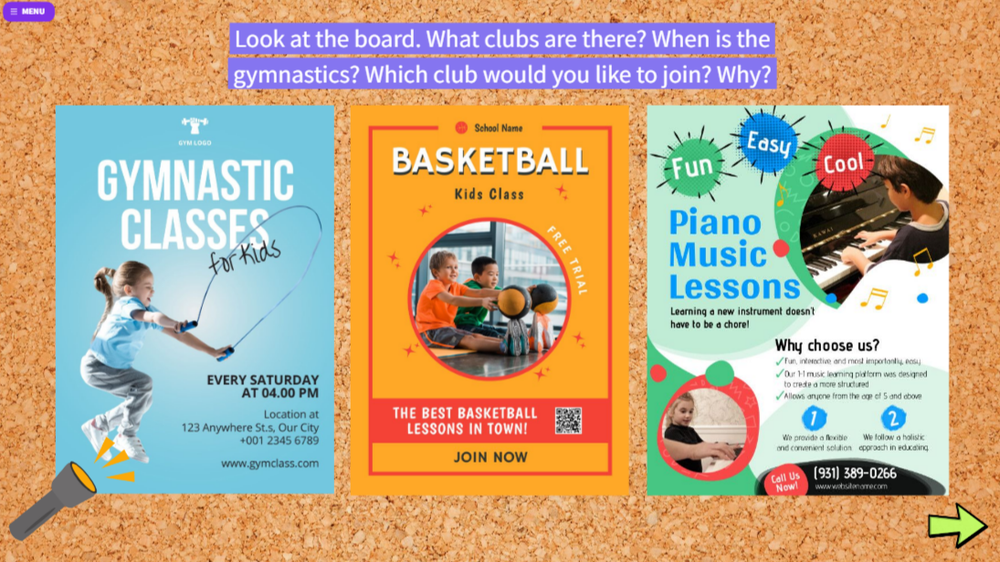 MENU
Look at the board. What clubs are there? When is the
gymnastics? Which club would you like to join? Why?
GYM LOGO
GYMNASTIC
CLASSES
for Kids
EVERY SATURDAY
AT 04.00 PM
Location at
123 Anywhere St.s, Our City
+001 2345 6789
www.gymclass.com
School Name
BASKETBALL
Kids Class
FREE TRIAL
THE BEST BASKETBALL
LESSONS IN TOWN!
JOIN NOW
Fun
Easy
Cool
KAWAI
Piano
Music
Lessons
Learning a new instrument doesn't
have to be a chore!
Why choose us?
Fun, interactive and most importantly, easy
Our 1-1 music learning platform was designed
to create a more structured
Allows anyone from the age of 5 and above
1
2
We provide a flexible
and convenient solution
We follow a holistic
approach in educating.
Call Us
Now!
(931) 389-0266
www.websitename.com